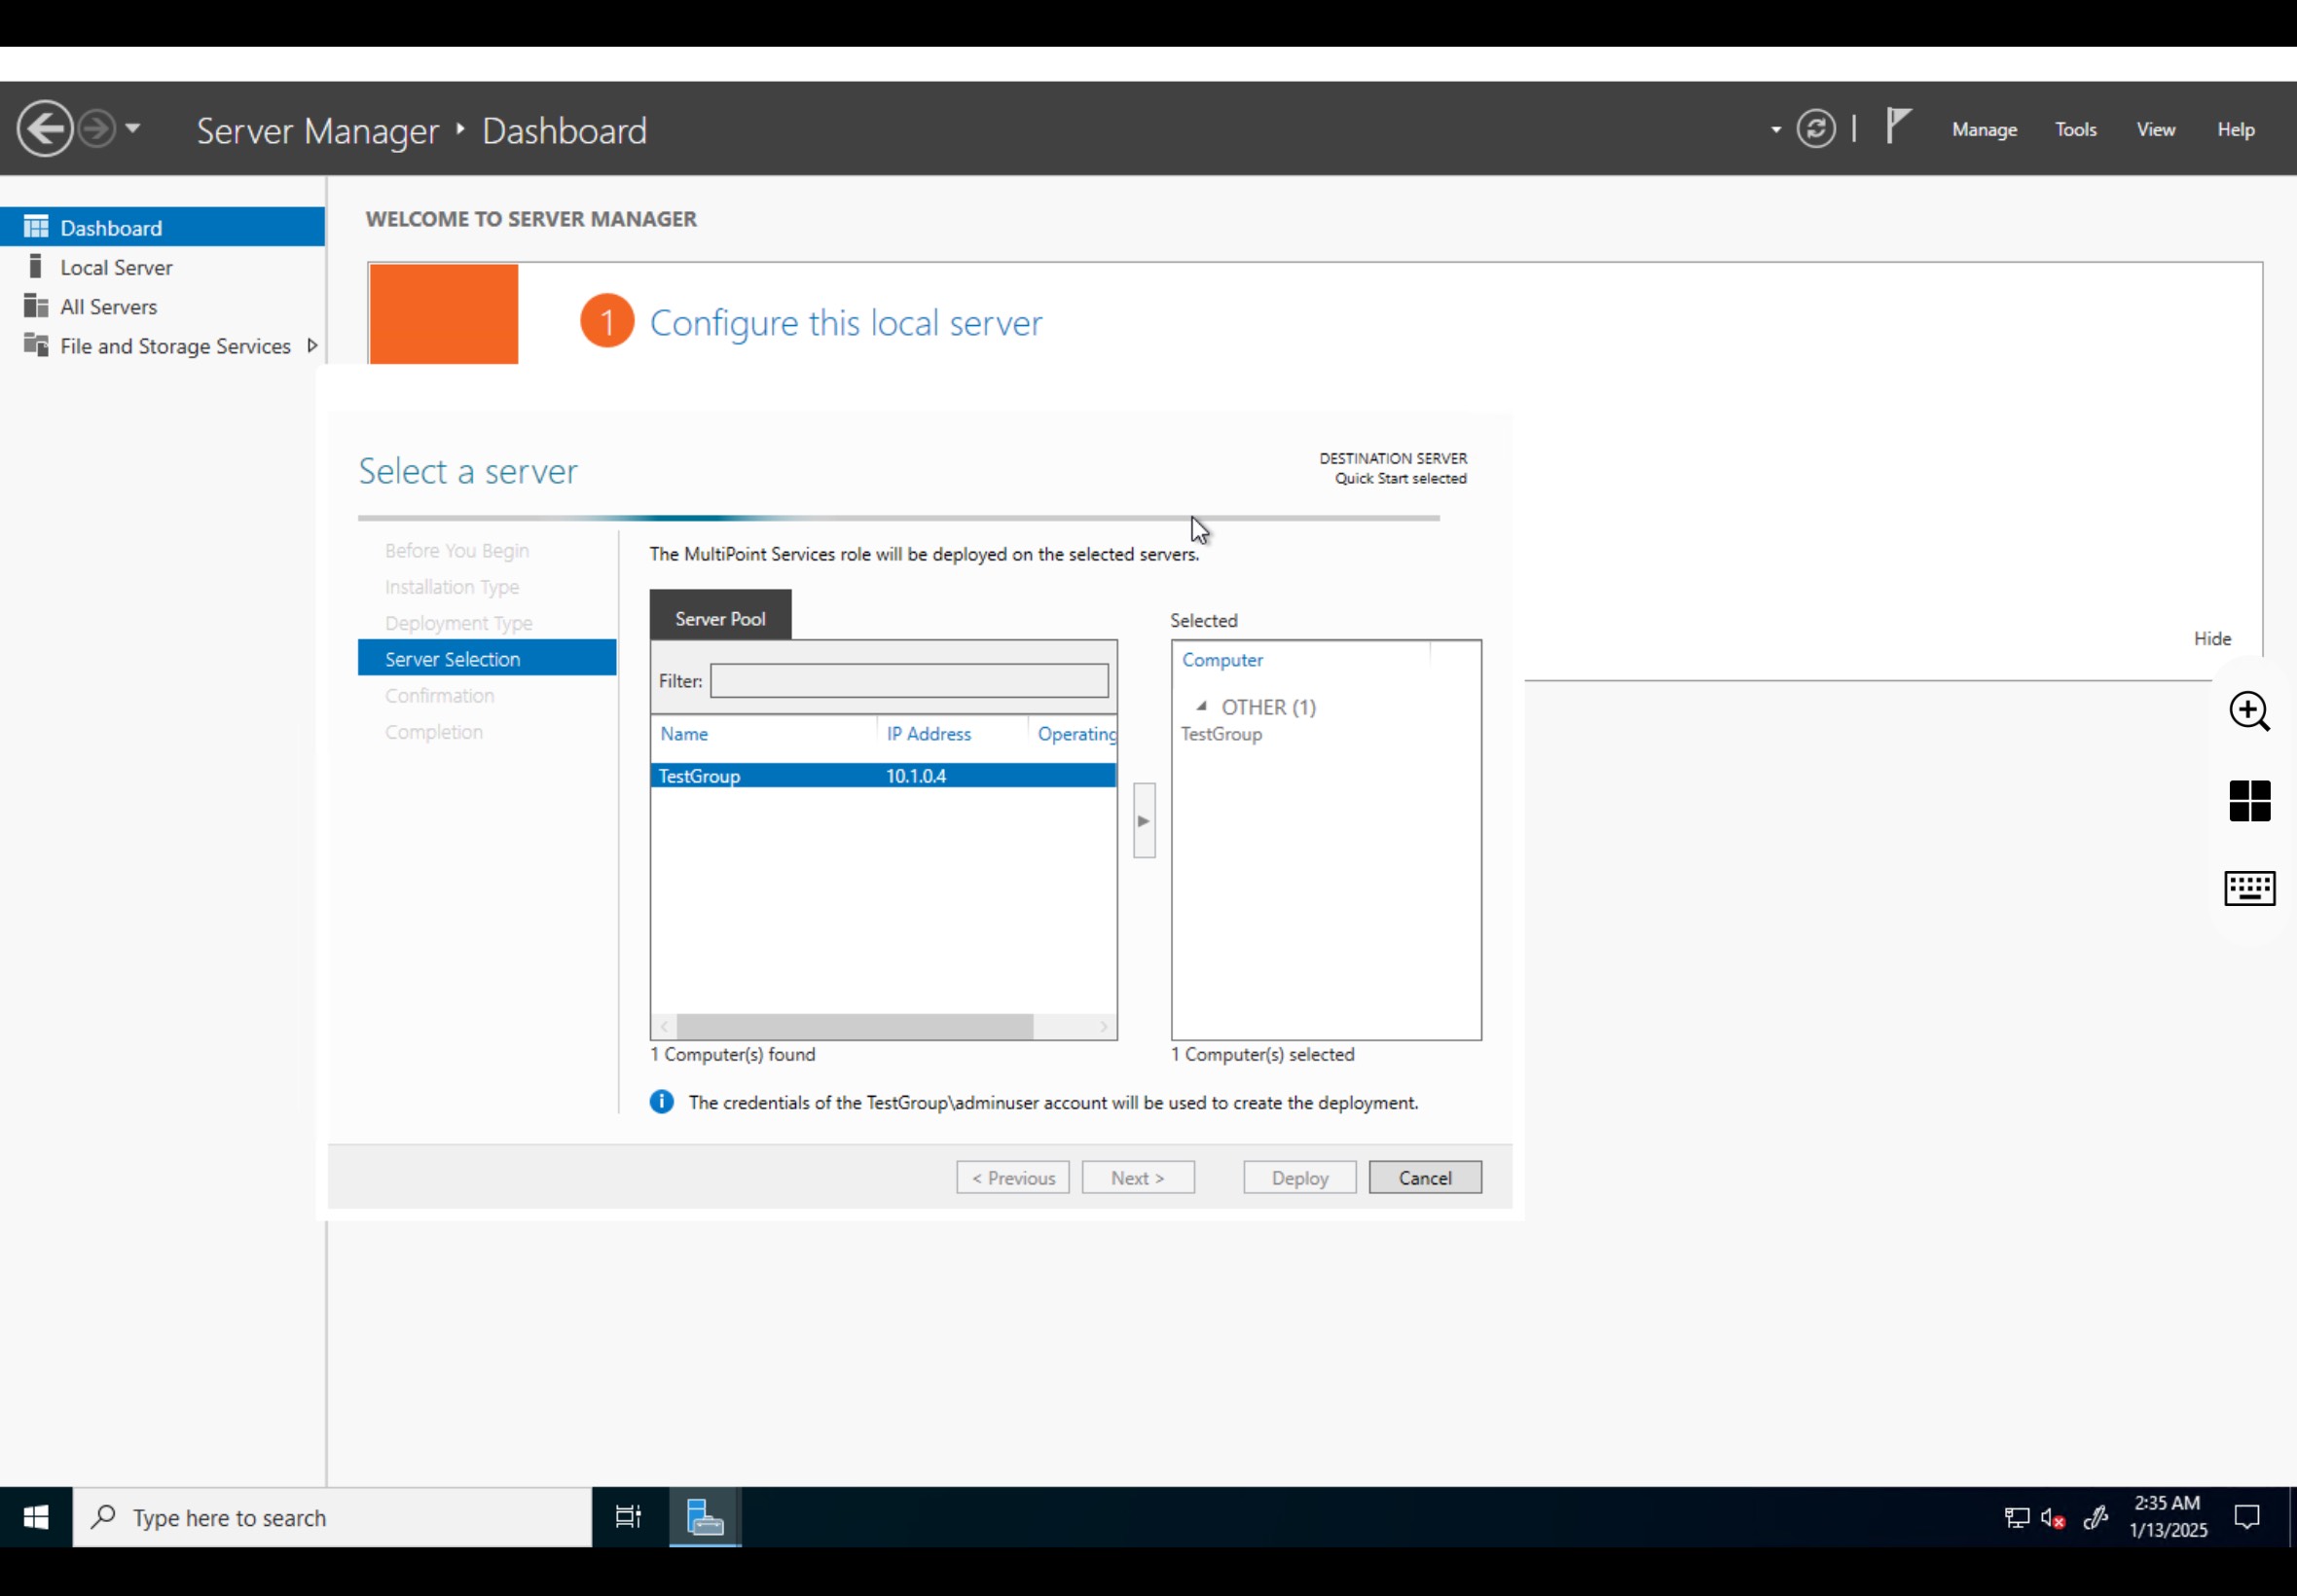 Server Manager ‣ Dashboard
Manage Tools View Help
Dashboard
Local Server
All Servers
File and Storage Services
WELCOME TO SERVER MANAGER
1 Configure this local server
Hide
Select a server
DESTINATION SERVER
Quick Start selected
Before You Begin
Installation Type
Deployment Type
Server Selection
Confirmation
Completion
The MultiPoint Services role will be deployed on the selected servers.
Server Pool
Filter:
Name IP Address Operating
TestGroup 10.1.0.4
1 Computer(s) found
Selected
Computer
OTHER (1)
TestGroup
1 Computer(s) selected
The credentials of the TestGroup\adminuser account will be used to create the deployment.
< Previous Next > Deploy Cancel
Type here to search
2:35 AM
1/13/2025